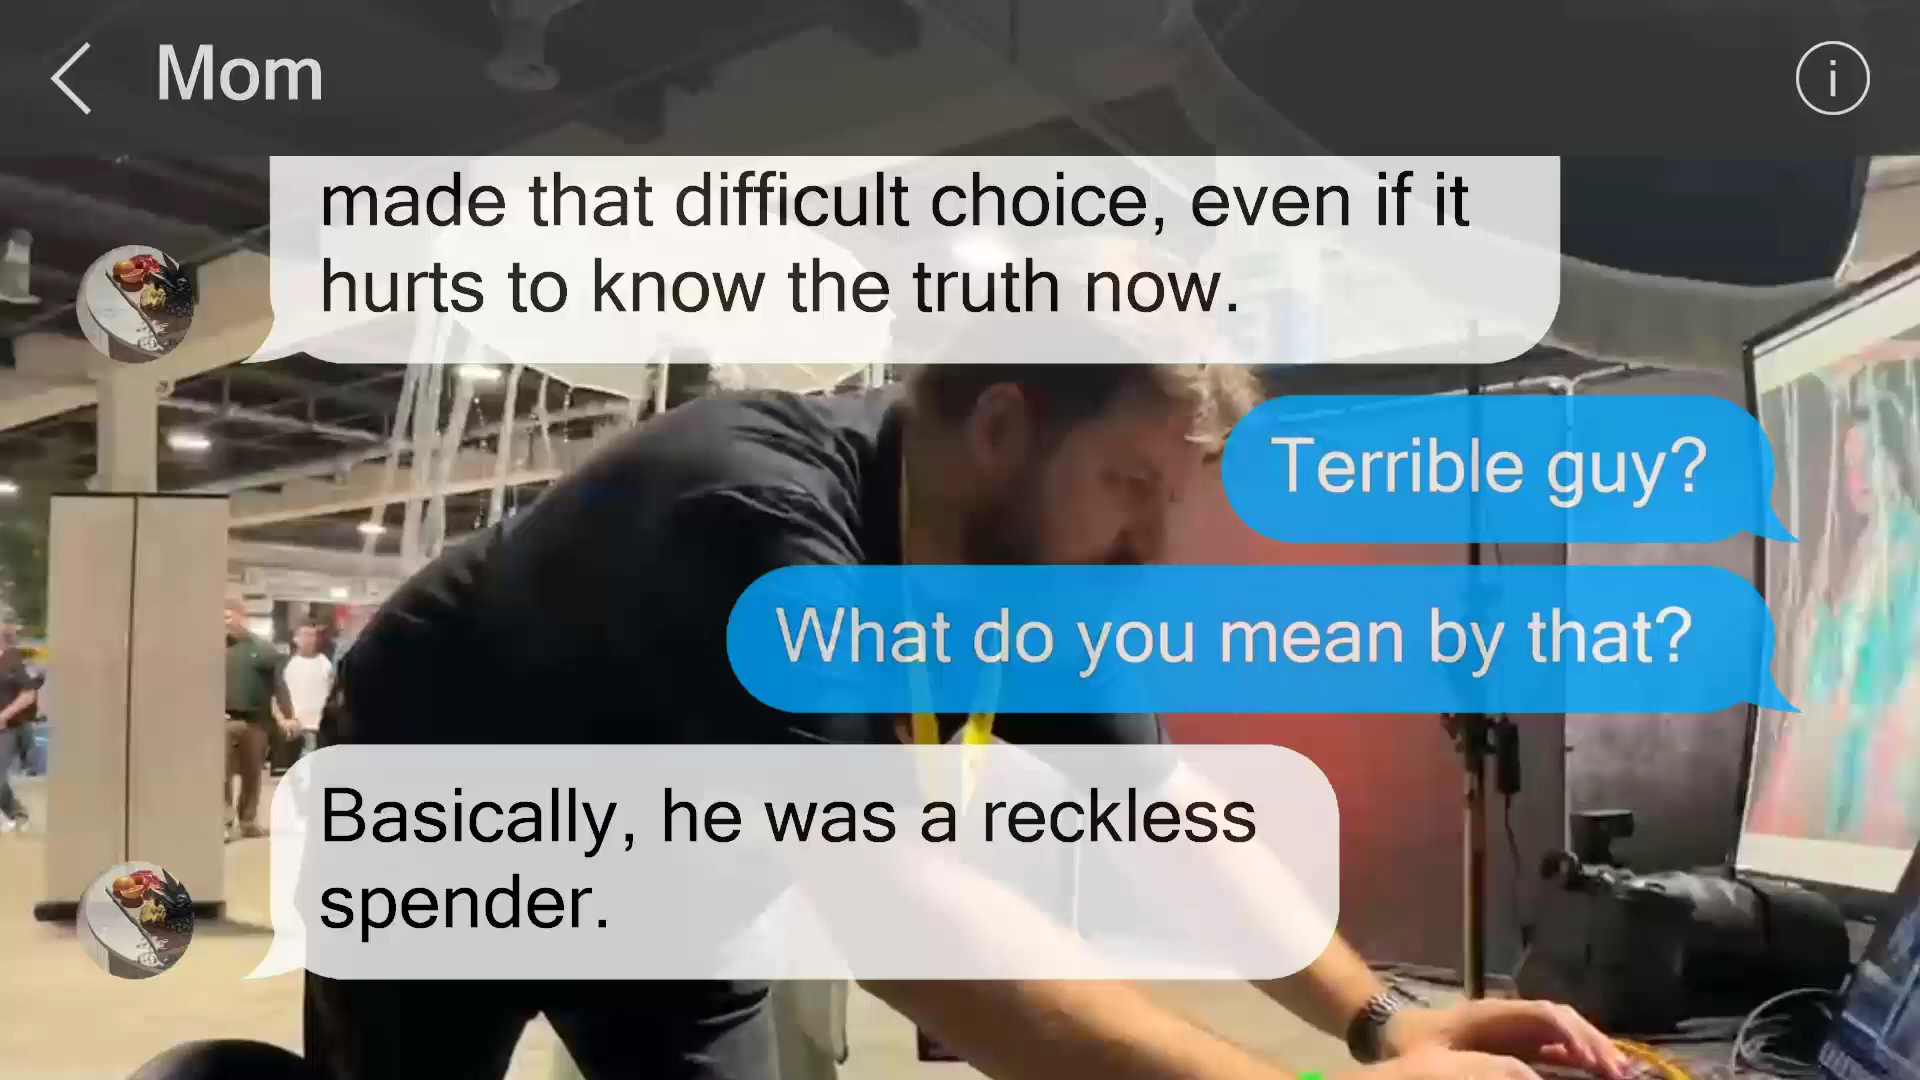 Mom
made that difficult choice, even if it
hurts to know the truth now.
Terrible guy?
What do you mean by that?
Basically, he was a reckless
spender.